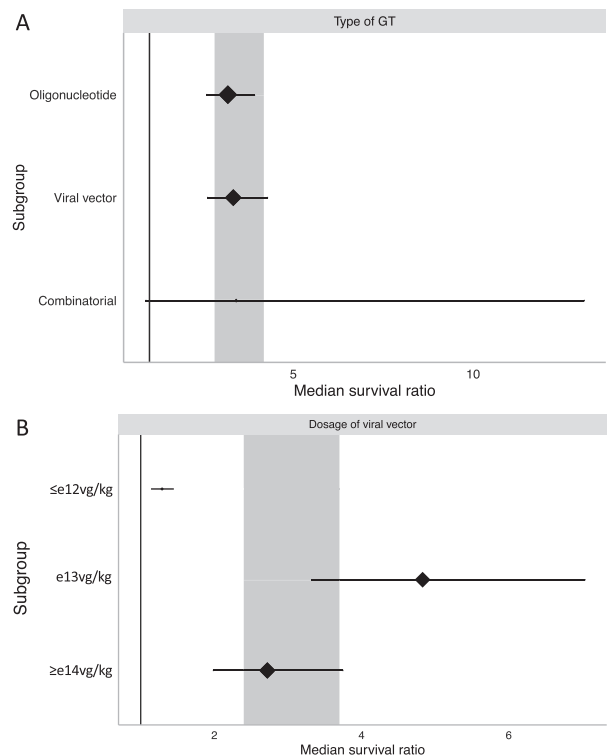 A
Type of GT
Oligonucleotide
Viral vector
Combinatorial
Subgroup
5 10
Median survival ratio
B
Dosage of viral vector
≤e12vg/kg
e13vg/kg
≥e14vg/kg
Subgroup
2 4 6
Median survival ratio